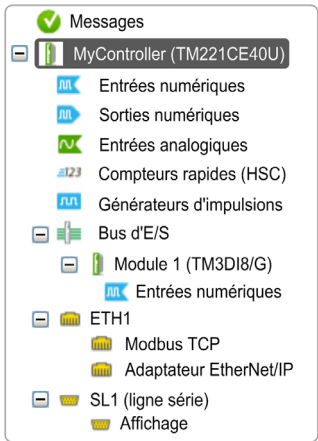 Messages
MyController (TM221CE40U)
Entrées numériques
Sorties numériques
Entrées analogiques
123 Compteurs rapides (HSC)
Générateurs d'impulsions
Bus d'E/S
Module 1 (TM3DI8/G)
Entrées numériques
ETH1
Modbus TCP
Adaptateur EtherNet/IP
SL1 (ligne série)
Affichage